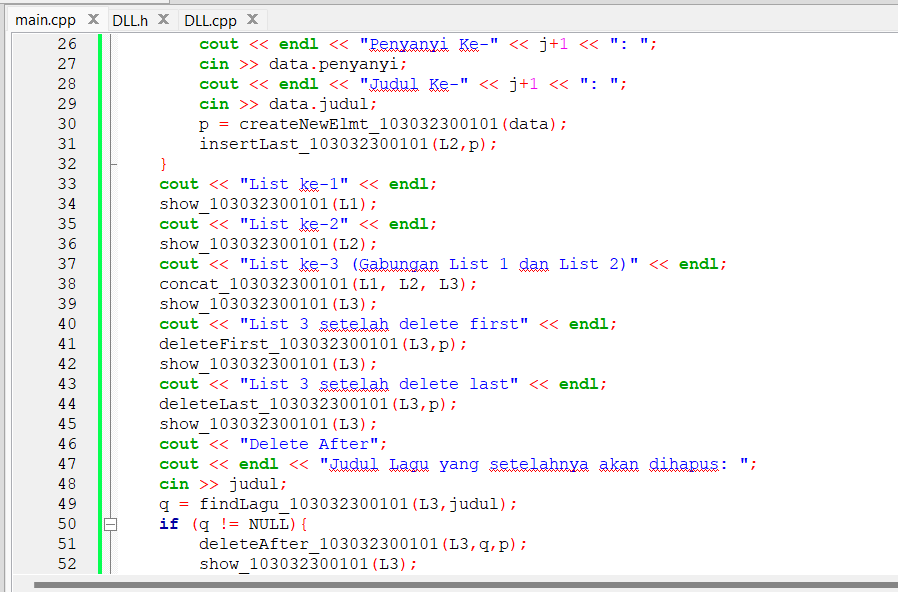 main.cpp X DLL.h X DLL.cpp X
26 cout << endl << "Penyanyi Ke-" << j+1 << ": ";
27 cin >> data.penyanyi;
28 cout << endl << "Judul Ke-" << j+1 << ": ";
29 cin >> data.judul;
30 p = createNewElmt_103032300101(data);
31 insertLast_103032300101(L2,p);
32 }
33 cout << "List ke-1" << endl;
34 show_103032300101(L1);
35 cout << "List ke-2" << endl;
36 show_103032300101(L2);
37 cout << "List ke-3 (Gabungan List 1 dan List 2)" << endl;
38 concat_103032300101(L1, L2, L3);
39 show_103032300101(L3);
40 cout << "List 3 setelah delete first" << endl;
41 deleteFirst_103032300101(L3,p);
42 show_103032300101(L3);
43 cout << "List 3 setelah delete last" << endl;
44 deleteLast_103032300101(L3,p);
45 show_103032300101(L3);
46 cout << "Delete After";
47 cout << endl << "Judul Lagu yang setelahnya akan dihapus: ";
48 cin >> judul;
49 q = findLagu_103032300101(L3,judul);
50 if (q != NULL){
51 deleteAfter_103032300101(L3,q,p);
52 show_103032300101(L3);